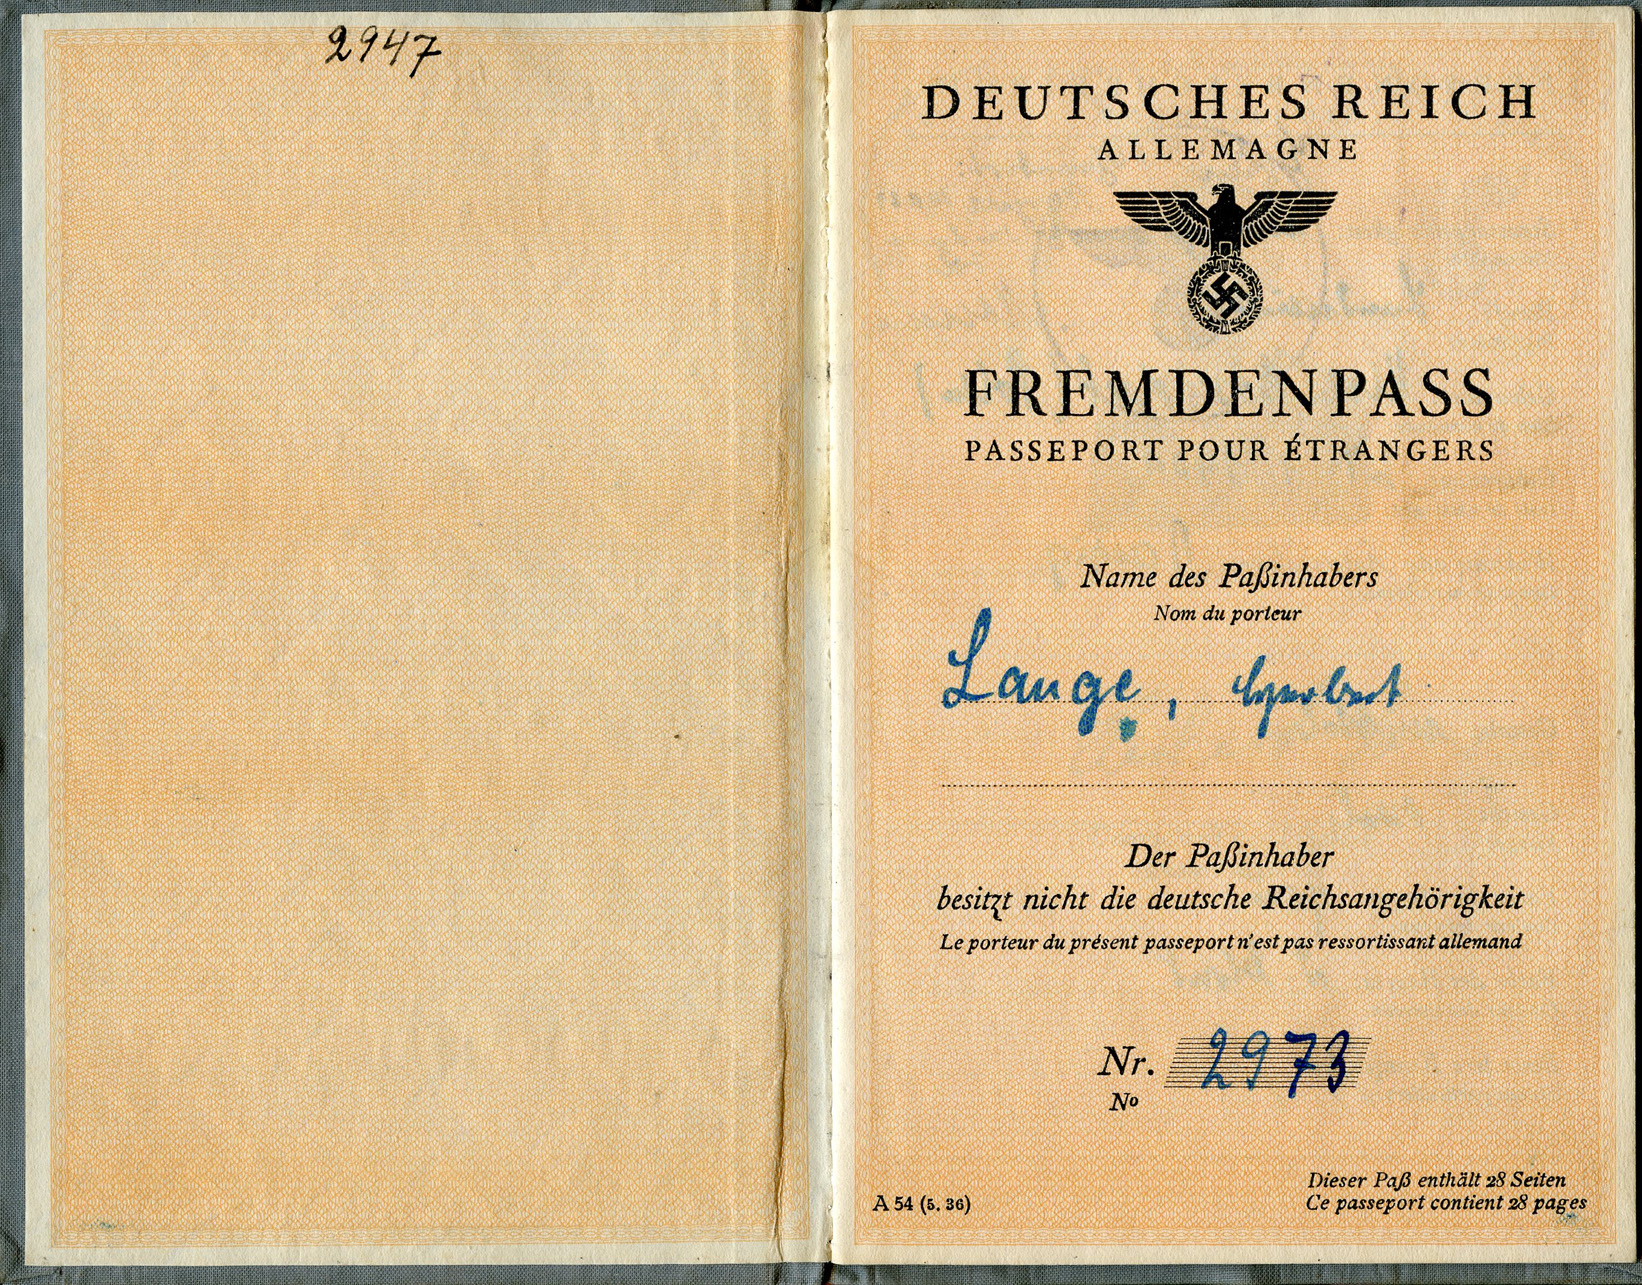 2947
DEUTSCHES REICH
ALLEMAGNE
FREMDENPASS
PASSEPORT POUR ÉTRANGERS
Name des Paßinhabers
Nom du porteur
Lange, Herbert
Der Paßinhaber
besitzt nicht die deutsche Reichsangehörigkeit
Le porteur du présent passeport n'est pas ressortissant allemand
Nr. 2973
No
A 54 (5. 36)
Dieser Paß enthält 28 Seiten
Ce passeport contient 28 pages